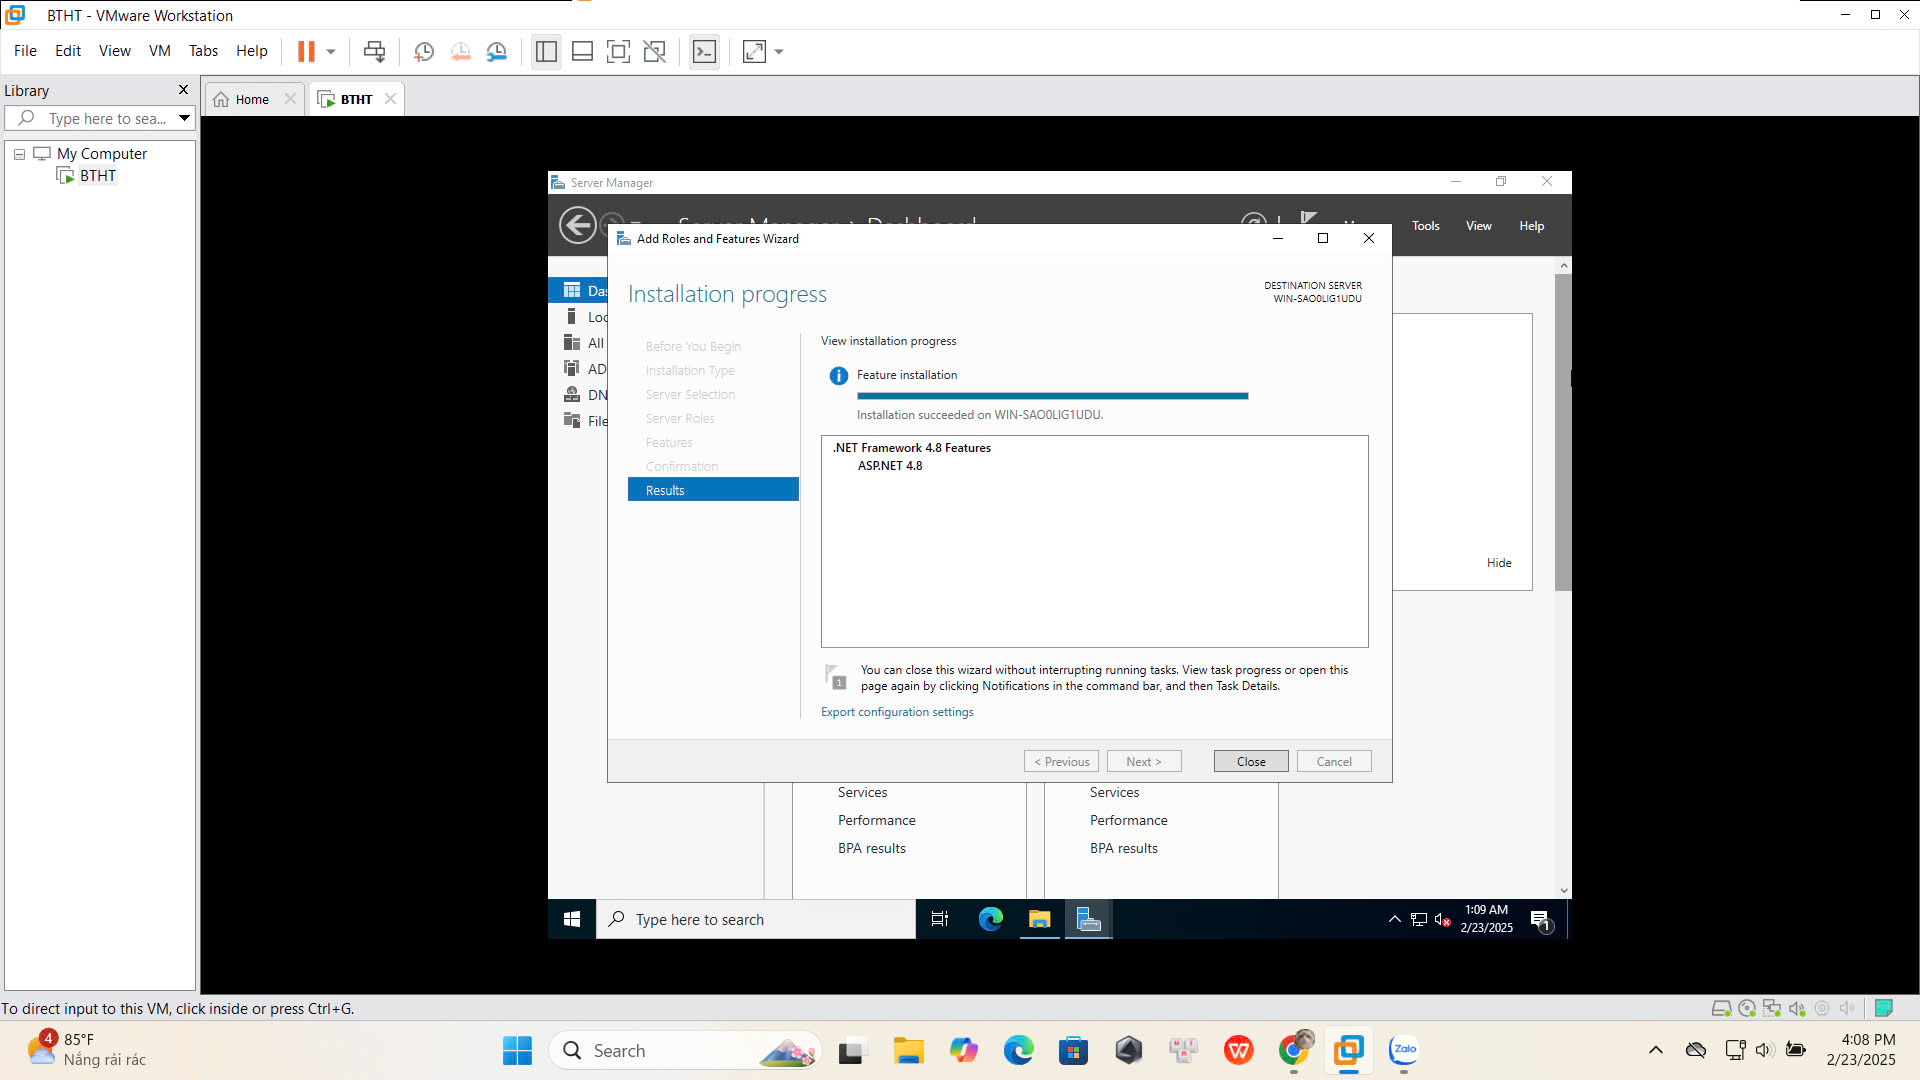 BTHT - VMware Workstation
File Edit View VM Tabs Help
Library
Type here to sea...
My Computer
BTHT
Home
BTHT
Server Manager
Server Manager Dashboard
Tools View Help
Das
Loc
All
AD
DN
File
Add Roles and Features Wizard
Installation progress
DESTINATION SERVER
WIN-SAO0LIG1UDU
Before You Begin
Installation Type
Server Selection
Server Roles
Features
Confirmation
Results
View installation progress
Feature installation
Installation succeeded on WIN-SAO0LIG1UDU.
.NET Framework 4.8 Features
ASP.NET 4.8
1
You can close this wizard without interrupting running tasks. View task progress or open this
page again by clicking Notifications in the command bar, and then Task Details.
Export configuration settings
< Previous
Next >
Close
Cancel
Hide
Services
Performance
BPA results
Services
Performance
BPA results
Type here to search
1:09 AM
2/23/2025
1
To direct input to this VM, click inside or press Ctrl+G.
4
85°F
Nắng rải rác
Search
Zalo
4:08 PM
2/23/2025